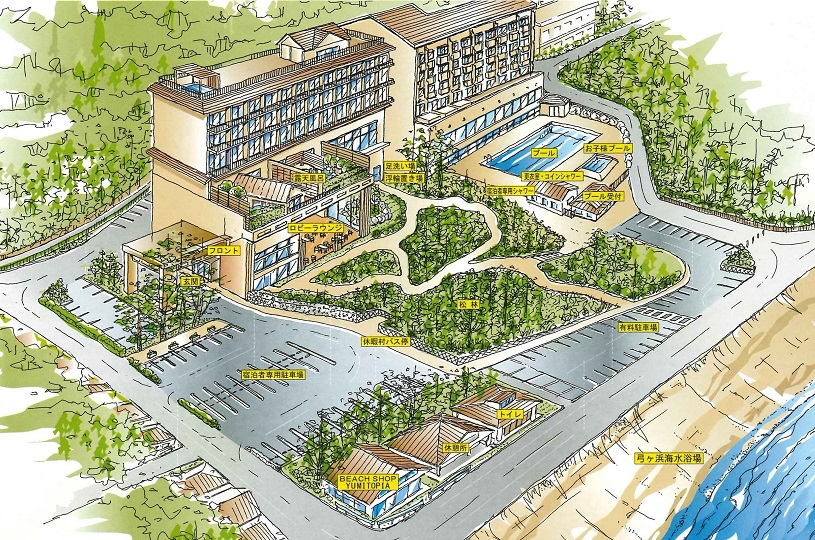 プール
お子様プール
足洗い場
浮輪置き場
露天風呂
更衣室・コインシャワー
宿泊者専用シャワー
プール受付
ロビーラウンジ
フロント
玄関
松林
有料駐車場
休暇村バス停
宿泊者専用駐車場
トイレ
休憩所
弓ヶ浜海水浴場
BEACH SHOP
YUMITOPIA